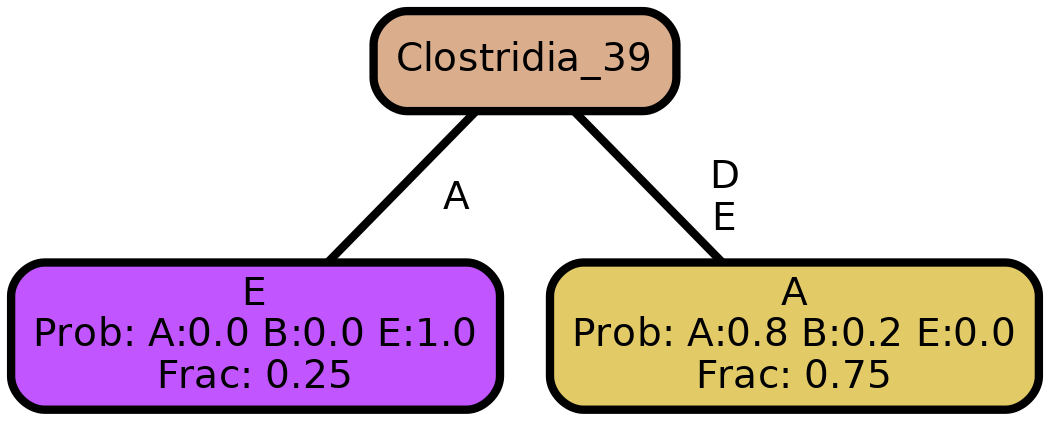 Clostridia_39
A
D
E
E
Prob: A:0.0 B:0.0 E:1.0
Frac: 0.25
A
Prob: A:0.8 B:0.2 E:0.0
Frac: 0.75